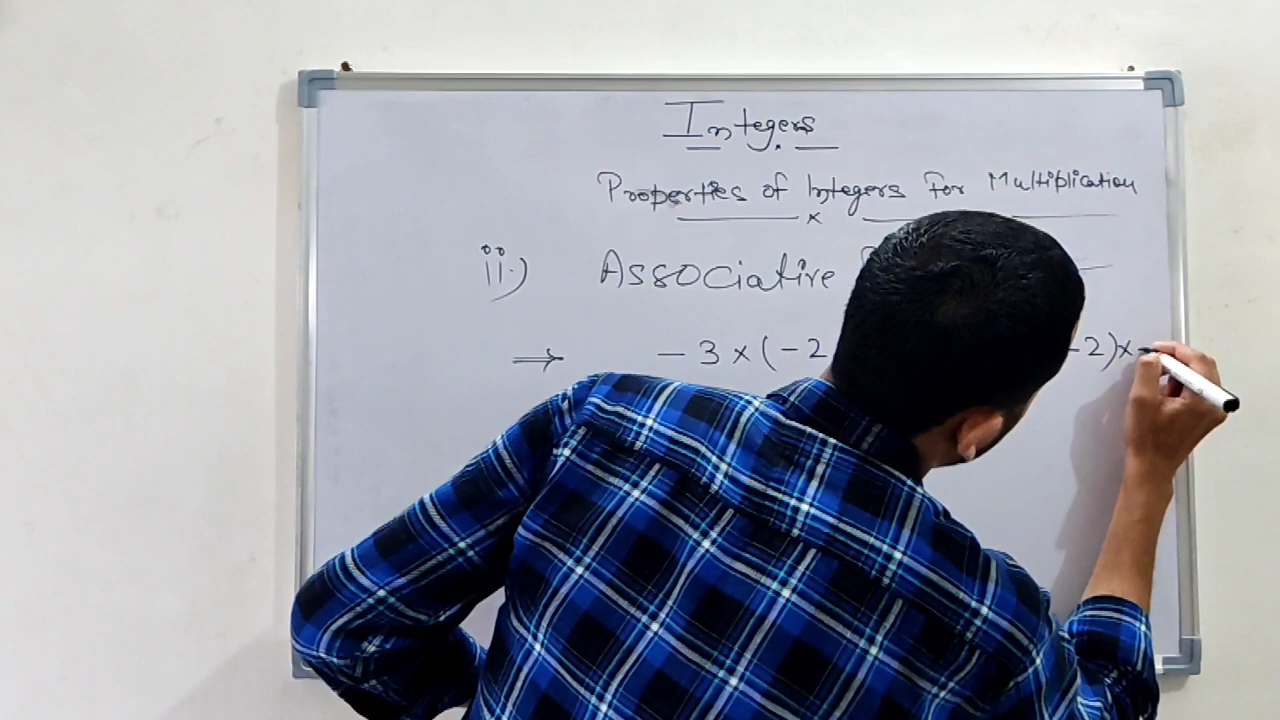 Integers
Properties of Integers for Multiplication
ii.) Associative
⇒ - 3 × (-2 -2) × -